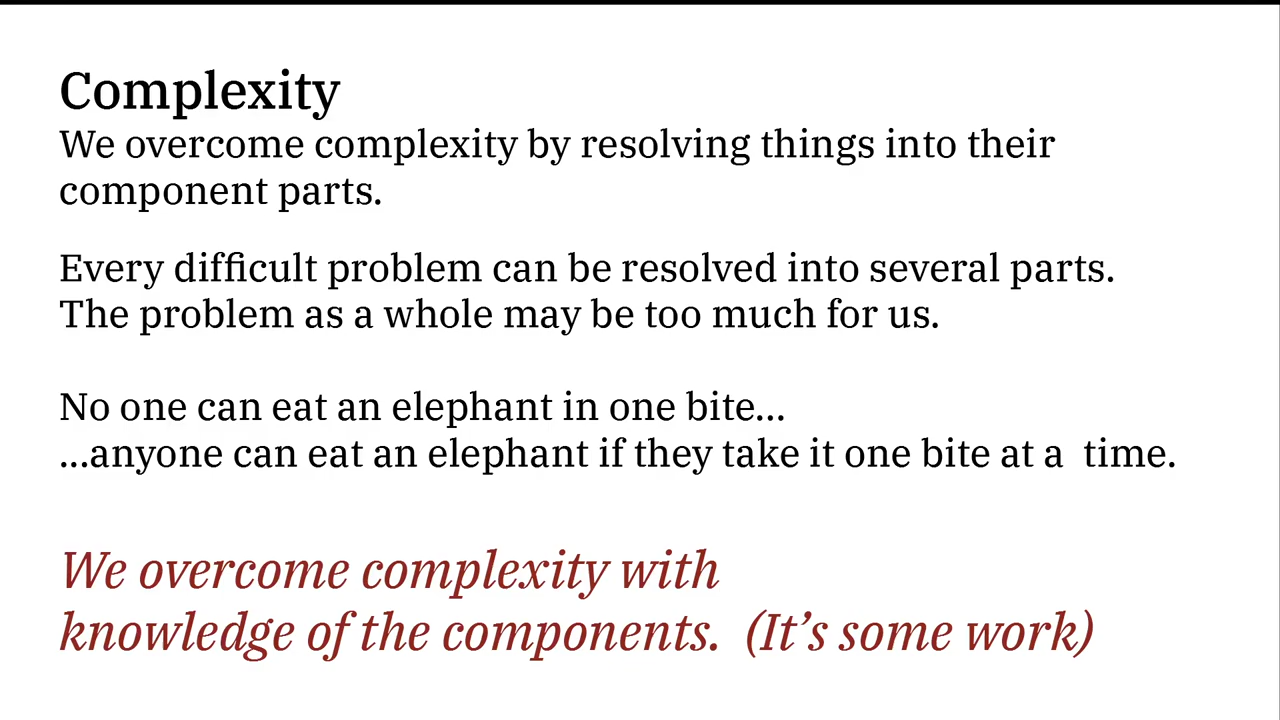 Complexity
We overcome complexity by resolving things into their
component parts.
Every difficult problem can be resolved into several parts.
The problem as a whole may be too much for us.
No one can eat an elephant in one bite...
...anyone can eat an elephant if they take it one bite at a  time.
We overcome complexity with
knowledge of the components.  (It’s some work)